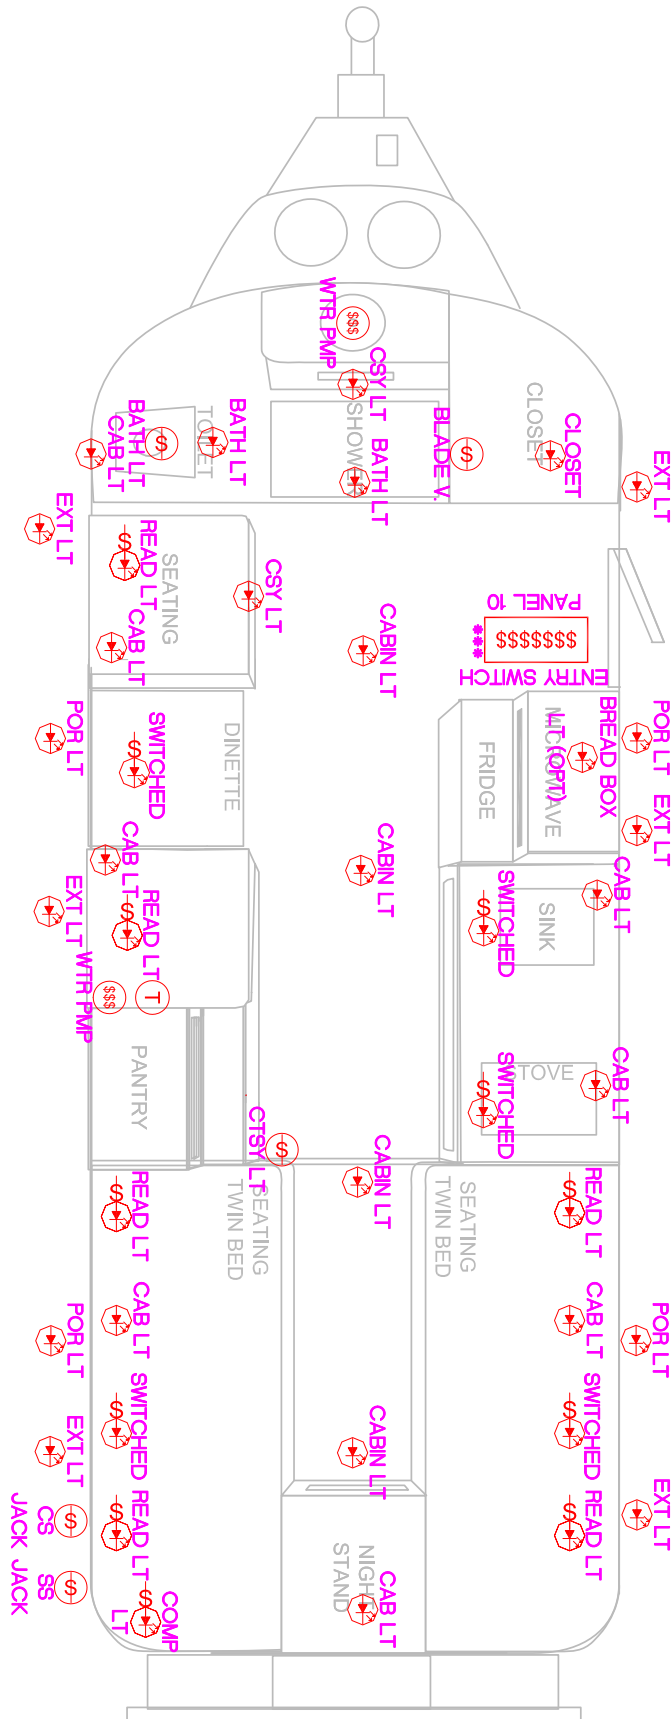 WTR PMP
$$$
CSY LT
SHOWER
BATH LT
BLADE V.
$
CLOSET
CLOSET
EXT LT
TOILET
BATH LT
BATH LT
$
CAB LT
EXT LT
$
READ LT
SEATING
CSY LT
CAB LT
CABIN LT
PANEL 10
$$$$$$$
***
ENTRY SWITCH
POR LT
$
SWITCHED
DINETTE
FRIDGE
MICROWAVE
BREAD BOX
LT (OPT)
POR LT
EXT LT
CAB LT
CABIN LT
EXT LT
$
READ LT
$
SWITCHED
SINK
CAB LT
WTR PMP
$$$
T
PANTRY
$
SWITCHED
STOVE
CAB LT
CTSY LT
$
CABIN LT
SEATING
TWIN BED
SEATING
TWIN BED
$
READ LT
$
READ LT
POR LT
CAB LT
CAB LT
POR LT
$
SWITCHED
$
SWITCHED
EXT LT
CABIN LT
CS
JACK
$
$
READ LT
$
READ LT
EXT LT
SS
JACK
$
$
COMP
LT
NIGHT
STAND
CAB LT